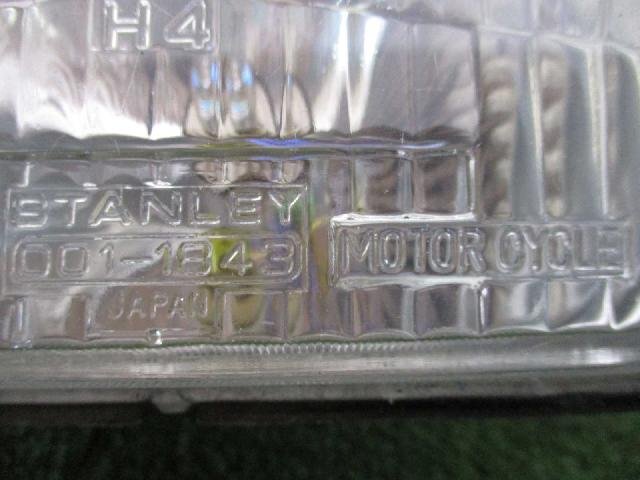 H4
STANLEY
001-1843
MOTOR CYCLE
JAPAN